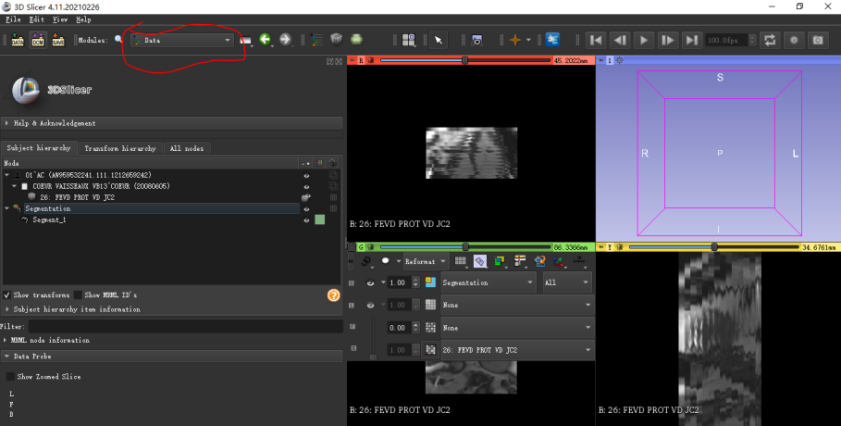 3D Slicer 4.11.20210226
File Edit View Help
DATA DCM SAVE Modules: Data 100.0fps
3DSlicer
Help & Acknowledgement
Subject hierarchy Transform hierarchy All nodes
Node
01^AC (AW959532241.111.1212659242)
COEUR VAISSEAUX VB13^COEUR (20080605)
26: FEVD PROT VD JC2
Segmentation
Segment_1
Show transforms Show MRML ID's
Subject hierarchy item information
Filter:
MRML node information
Data Probe
Show Zoomed Slice
L
F
B
R 45.2022mm
B: 26: FEVD PROT VD JC2
1
S
R P L
I
G 86.3366mm
Reformat
1.00 Segmentation All
1.00 None
0.00 None
1.00 26: FEVD PROT VD JC2
B: 26: FEVD PROT VD JC2
Y 34.6761mm
B: 26: FEVD PROT VD JC2